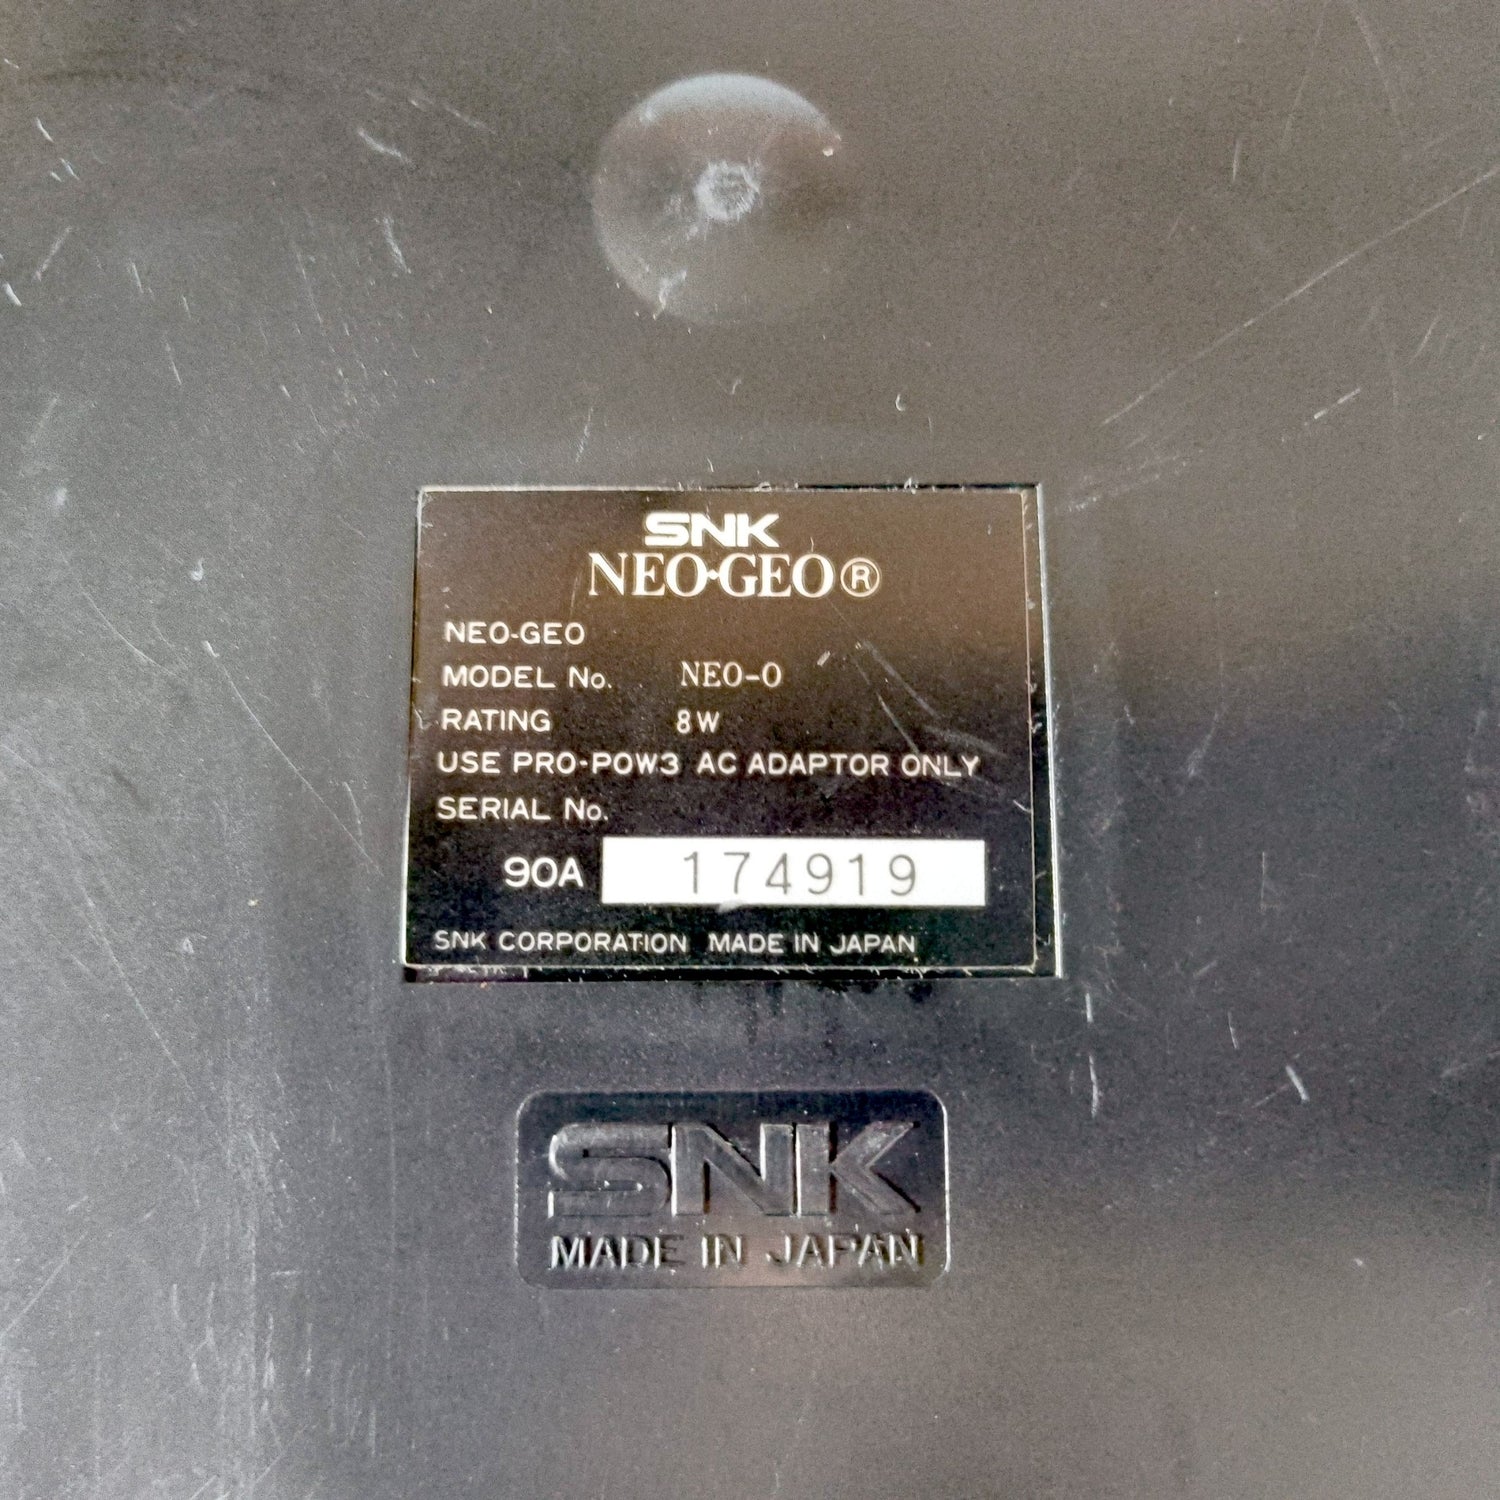 SNK
NEO·GEO®
NEO-GEO
MODEL No. NEO-0
RATING 8W
USE PRO-POW3 AC ADAPTOR ONLY
SERIAL No.
90A 174919
SNK CORPORATION MADE IN JAPAN
SNK
MADE IN JAPAN